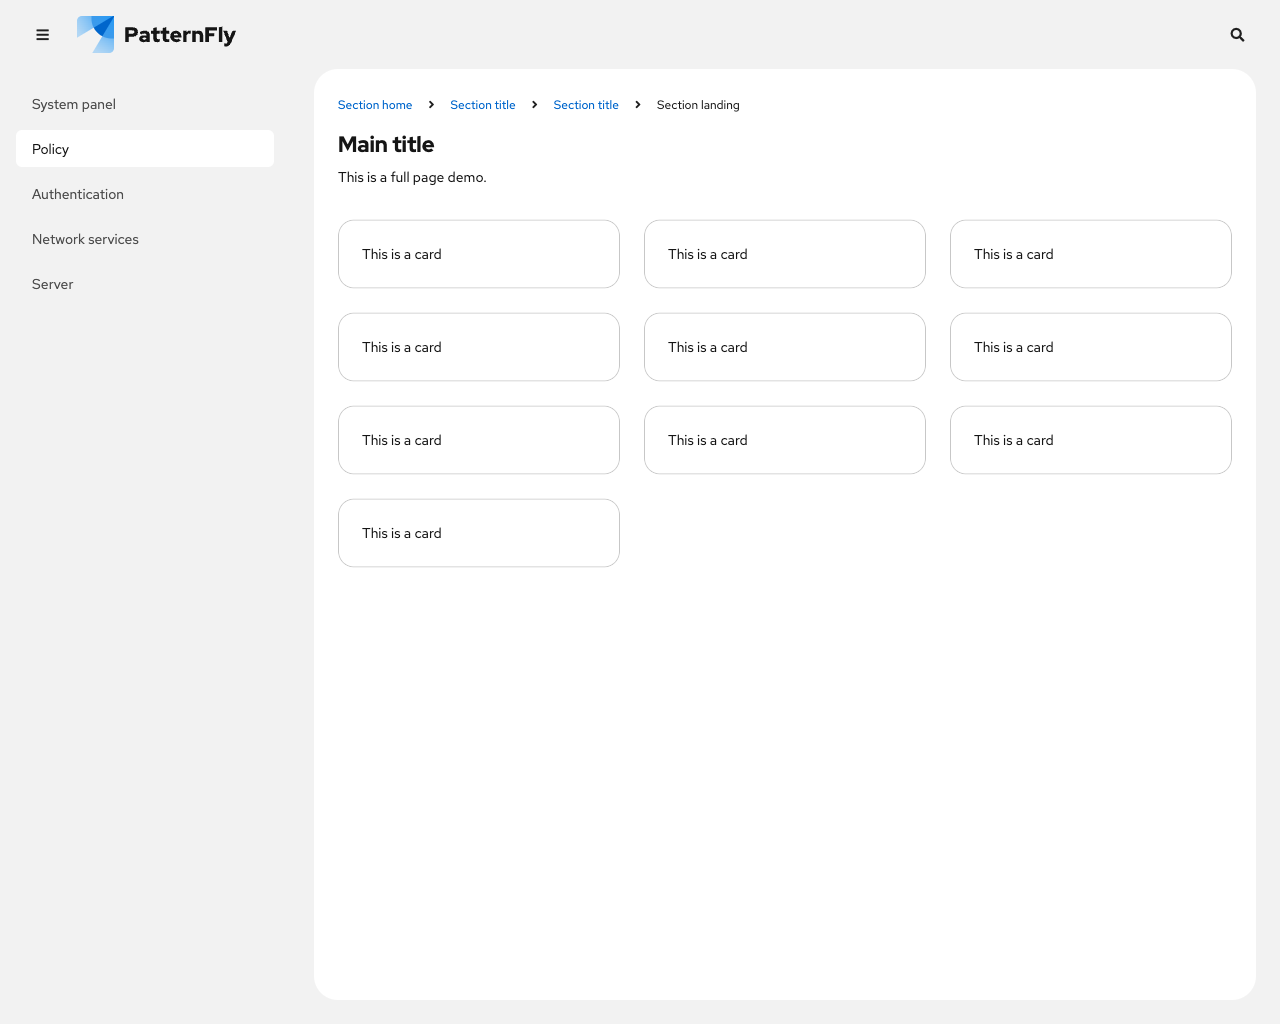 PatternFly
System panel
Policy
Authentication
Network services
Server
Section home Section title Section title Section landing
Main title
This is a full page demo.
This is a card This is a card This is a card
This is a card This is a card This is a card
This is a card This is a card This is a card
This is a card